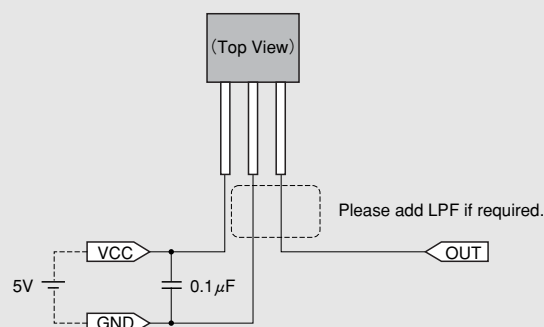 (Top View)
Please add LPF if required.
VCC
OUT
5V
0.1μF
GND